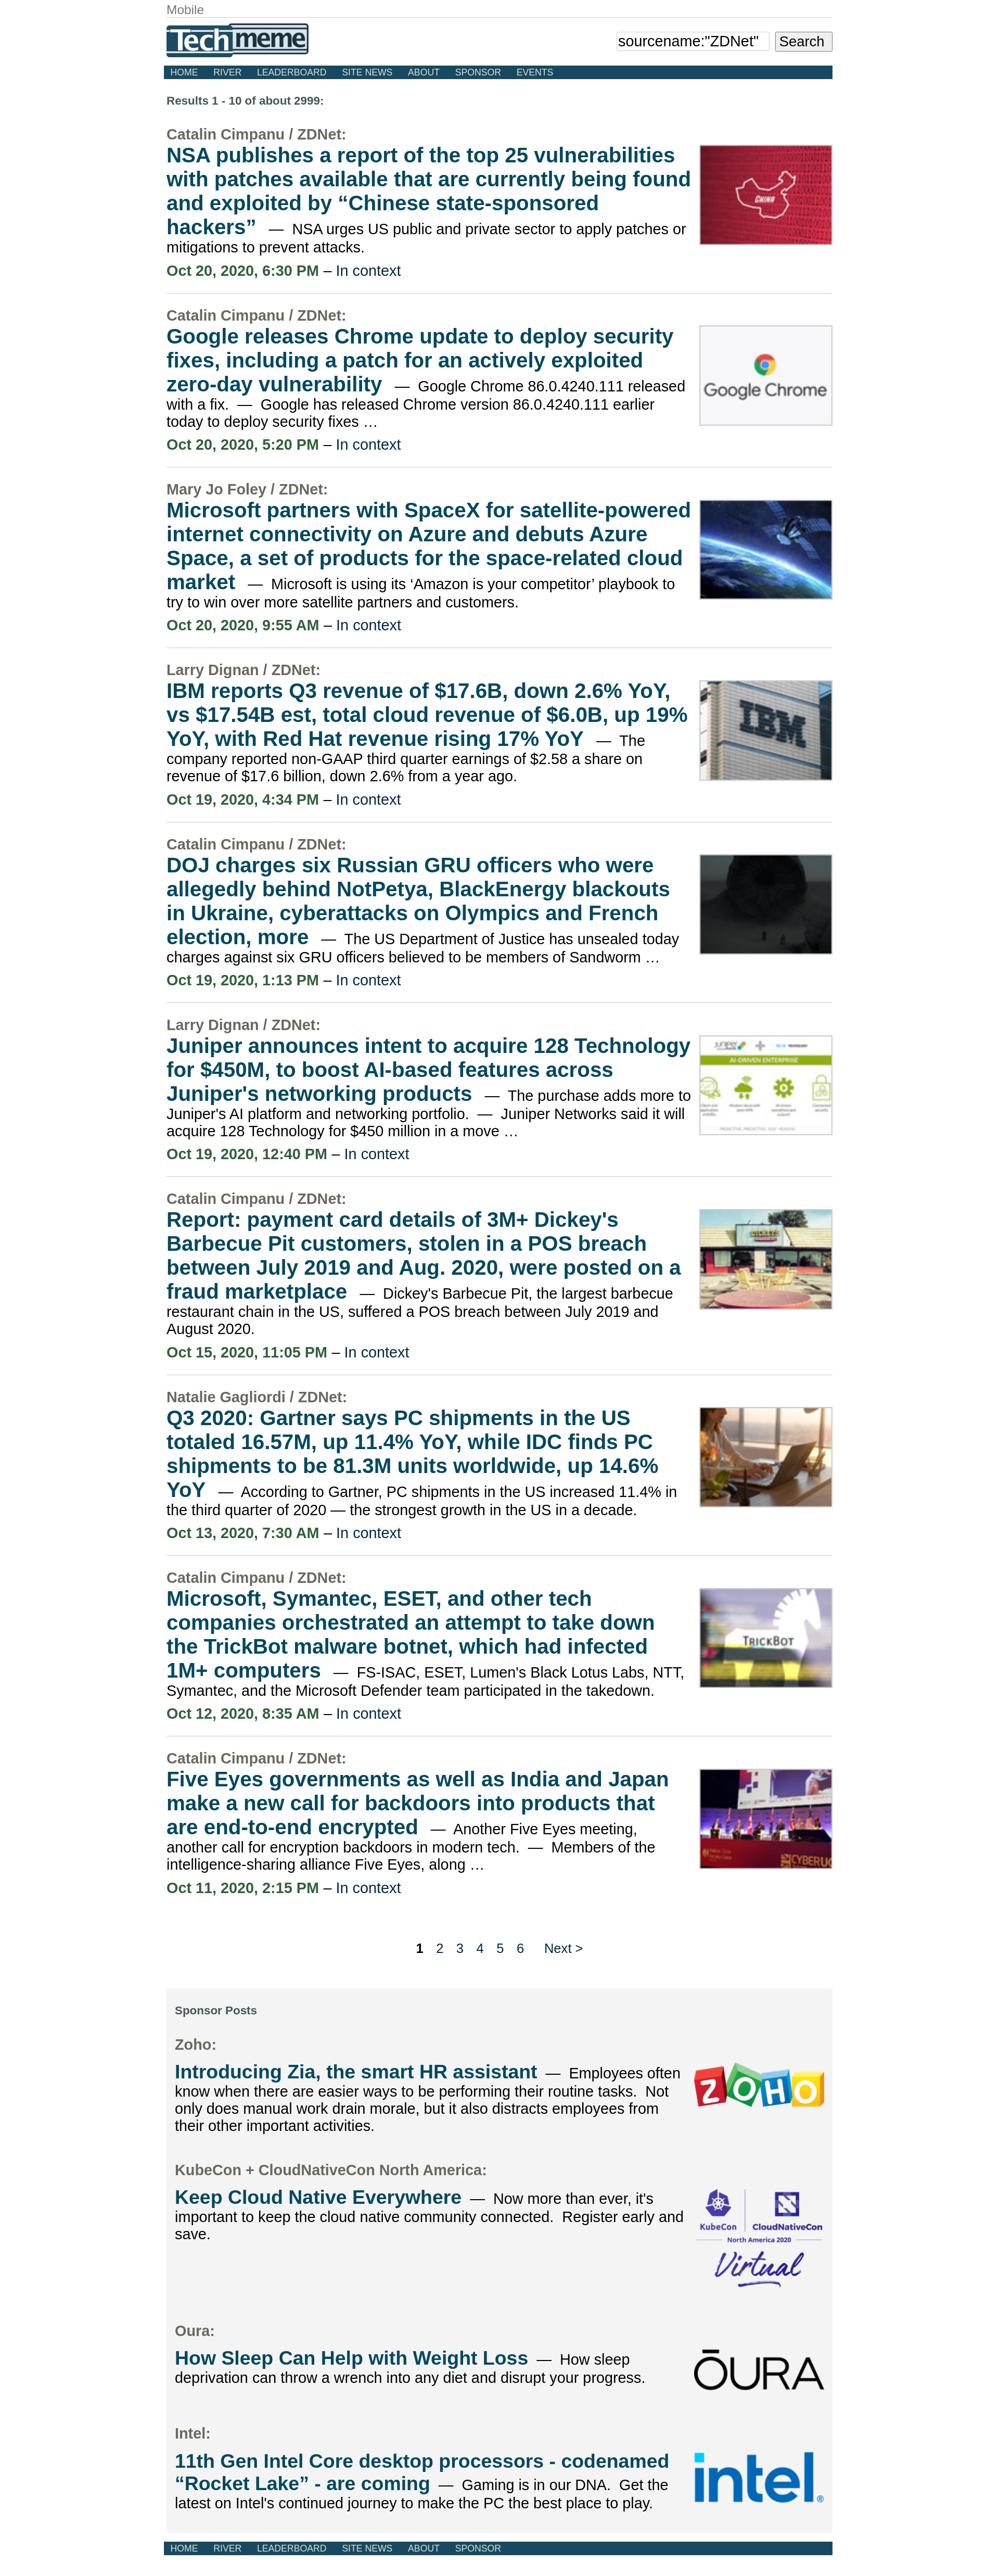 Mobile
Techmeme
sourcename:"ZDNet" Search
HOME RIVER LEADERBOARD SITE NEWS ABOUT SPONSOR EVENTS
Results 1 - 10 of about 2999:
Catalin Cimpanu / ZDNet:
NSA publishes a report of the top 25 vulnerabilities
with patches available that are currently being found
and exploited by “Chinese state-sponsored
hackers” — NSA urges US public and private sector to apply patches or
mitigations to prevent attacks.
CHINA
Oct 20, 2020, 6:30 PM – In context
Catalin Cimpanu / ZDNet:
Google releases Chrome update to deploy security
fixes, including a patch for an actively exploited
zero-day vulnerability — Google Chrome 86.0.4240.111 released
with a fix. — Google has released Chrome version 86.0.4240.111 earlier
today to deploy security fixes …
Google Chrome
Oct 20, 2020, 5:20 PM – In context
Mary Jo Foley / ZDNet:
Microsoft partners with SpaceX for satellite-powered
internet connectivity on Azure and debuts Azure
Space, a set of products for the space-related cloud
market — Microsoft is using its ‘Amazon is your competitor’ playbook to
try to win over more satellite partners and customers.
Oct 20, 2020, 9:55 AM – In context
Larry Dignan / ZDNet:
IBM reports Q3 revenue of $17.6B, down 2.6% YoY,
vs $17.54B est, total cloud revenue of $6.0B, up 19%
YoY, with Red Hat revenue rising 17% YoY — The
company reported non-GAAP third quarter earnings of $2.58 a share on
revenue of $17.6 billion, down 2.6% from a year ago.
IBM
Oct 19, 2020, 4:34 PM – In context
Catalin Cimpanu / ZDNet:
DOJ charges six Russian GRU officers who were
allegedly behind NotPetya, BlackEnergy blackouts
in Ukraine, cyberattacks on Olympics and French
election, more — The US Department of Justice has unsealed today
charges against six GRU officers believed to be members of Sandworm …
Oct 19, 2020, 1:13 PM – In context
Larry Dignan / ZDNet:
Juniper announces intent to acquire 128 Technology
for $450M, to boost AI-based features across
Juniper's networking products — The purchase adds more to
Juniper's AI platform and networking portfolio. — Juniper Networks said it will
acquire 128 Technology for $450 million in a move …
AI-DRIVEN ENTERPRISE
Oct 19, 2020, 12:40 PM – In context
Catalin Cimpanu / ZDNet:
Report: payment card details of 3M+ Dickey's
Barbecue Pit customers, stolen in a POS breach
between July 2019 and Aug. 2020, were posted on a
fraud marketplace — Dickey's Barbecue Pit, the largest barbecue
restaurant chain in the US, suffered a POS breach between July 2019 and
August 2020.
Oct 15, 2020, 11:05 PM – In context
Natalie Gagliordi / ZDNet:
Q3 2020: Gartner says PC shipments in the US
totaled 16.57M, up 11.4% YoY, while IDC finds PC
shipments to be 81.3M units worldwide, up 14.6%
YoY — According to Gartner, PC shipments in the US increased 11.4% in
the third quarter of 2020 — the strongest growth in the US in a decade.
Oct 13, 2020, 7:30 AM – In context
Catalin Cimpanu / ZDNet:
Microsoft, Symantec, ESET, and other tech
companies orchestrated an attempt to take down
the TrickBot malware botnet, which had infected
1M+ computers — FS-ISAC, ESET, Lumen's Black Lotus Labs, NTT,
Symantec, and the Microsoft Defender team participated in the takedown.
TRICKBOT
Oct 12, 2020, 8:35 AM – In context
Catalin Cimpanu / ZDNet:
Five Eyes governments as well as India and Japan
make a new call for backdoors into products that
are end-to-end encrypted — Another Five Eyes meeting,
another call for encryption backdoors in modern tech. — Members of the
intelligence-sharing alliance Five Eyes, along …
Oct 11, 2020, 2:15 PM – In context
1 2 3 4 5 6 Next >
Sponsor Posts
Zoho:
Introducing Zia, the smart HR assistant — Employees often
know when there are easier ways to be performing their routine tasks. Not
only does manual work drain morale, but it also distracts employees from
their other important activities.
ZOHO
KubeCon + CloudNativeCon North America:
Keep Cloud Native Everywhere — Now more than ever, it's
important to keep the cloud native community connected. Register early and
save.
KubeCon CloudNativeCon
North America 2020
Virtual
Oura:
How Sleep Can Help with Weight Loss — How sleep
deprivation can throw a wrench into any diet and disrupt your progress.
ŌURA
Intel:
11th Gen Intel Core desktop processors - codenamed
“Rocket Lake” - are coming — Gaming is in our DNA. Get the
latest on Intel's continued journey to make the PC the best place to play.
intel®
HOME RIVER LEADERBOARD SITE NEWS ABOUT SPONSOR